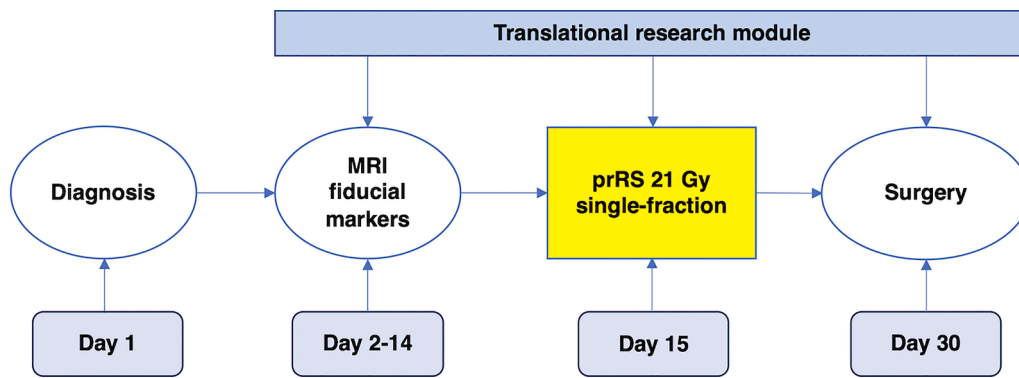 Translational research module
Diagnosis
MRI
fiducial
markers
prRS 21 Gy
single-fraction
Surgery
Day 1
Day 2-14
Day 15
Day 30